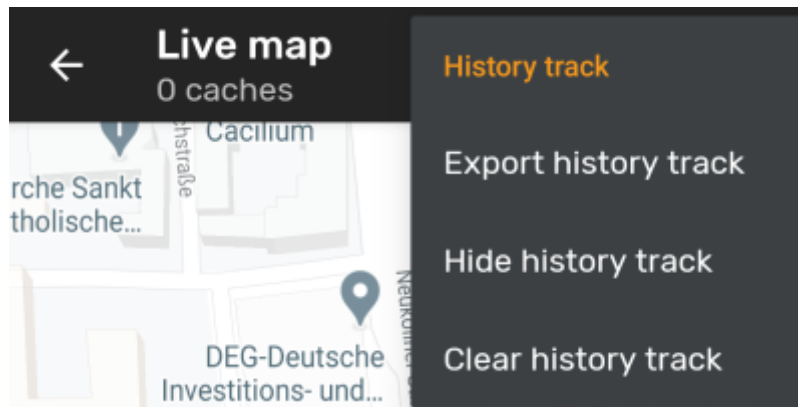 Live map
0 caches
History track
Export history track
Hide history track
Clear history track
Cacilium
rche Sankt
tholische...
hstraße
DEG-Deutsche
Investitions- und...